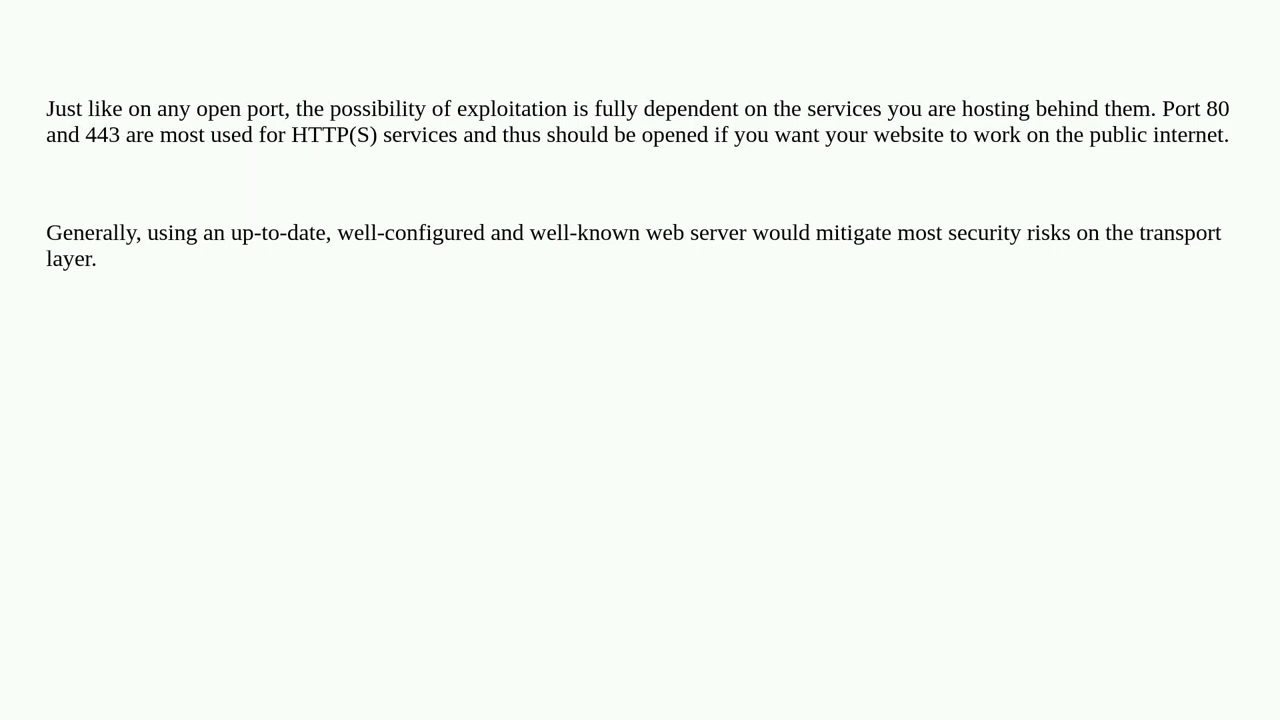 Just like on any open port, the possibility of exploitation is fully dependent on the services you are hosting behind them. Port 80
and 443 are most used for HTTP(S) services and thus should be opened if you want your website to work on the public internet.
Generally, using an up-to-date, well-configured and well-known web server would mitigate most security risks on the transport
layer.